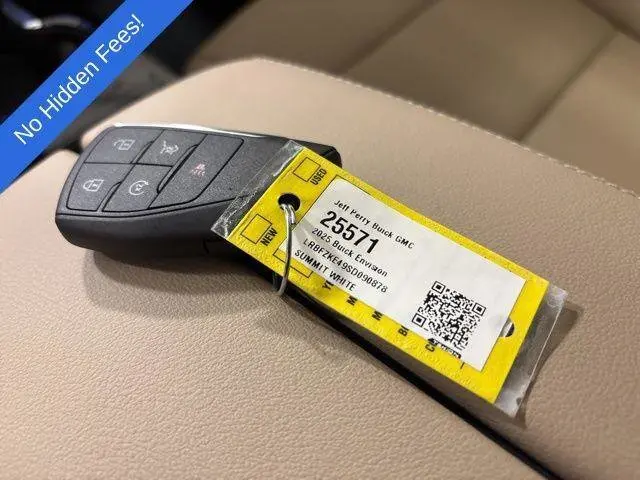 No Hidden Fees!
USED
NEW
Jeff Perry Buick GMC
25571
2025 Buick Envision
LRBFZKE49SD090878
SUMMIT WHITE